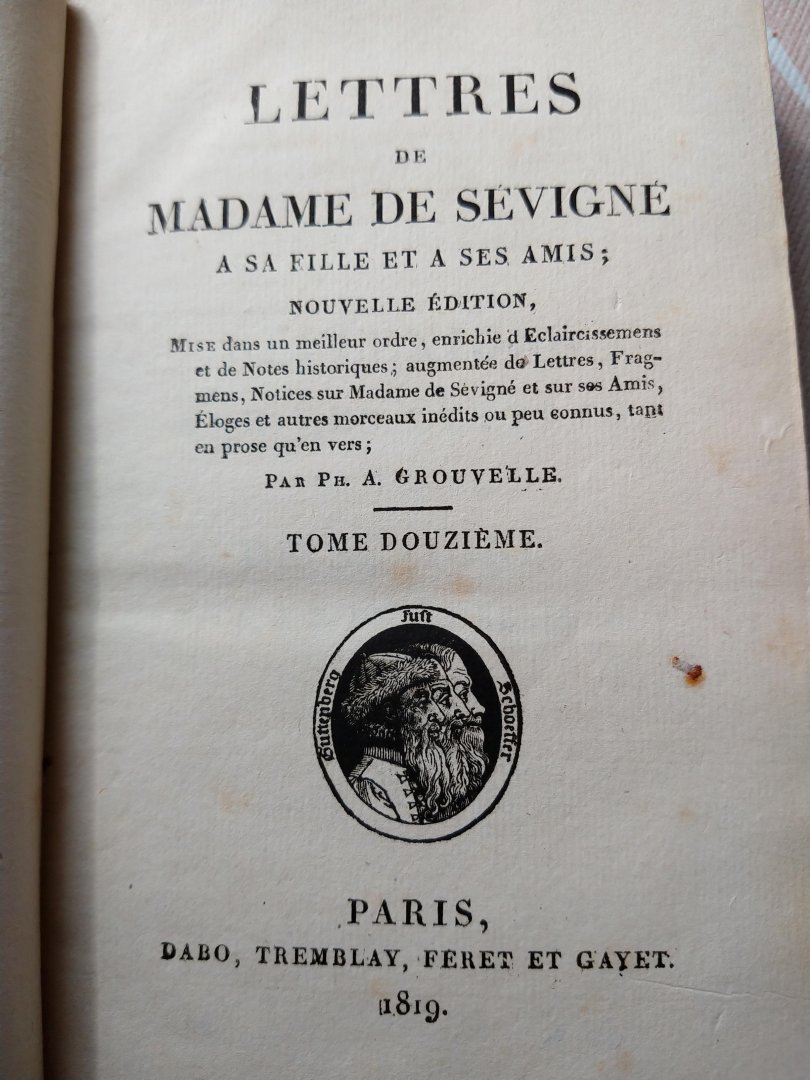 LETTRES
DE
MADAME DE SÉVIGNÉ
A SA FILLE ET A SES AMIS;
NOUVELLE ÉDITION,
MISE dans un meilleur ordre, enrichie d Eclaircissemens
et de Notes historiques; augmentée de Lettres, Frag-
mens, Notices sur Madame de Sévigné et sur ses Amis,
Éloges et autres morceaux inédits ou peu connus, tant
en prose qu'en vers;
PAR PH. A. GROUVELLE.
TOME DOUZIÈME.
Guttenberg
Fust
Schoeffer
PARIS,
DABO, TREMBLAY, FERET ET GAYET.
1819.